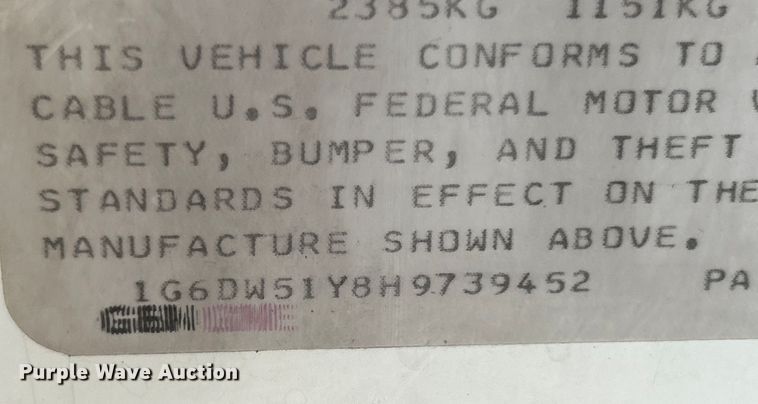 2385KG 1151KG
THIS VEHICLE CONFORMS TO
CABLE U.S. FEDERAL MOTOR
SAFETY, BUMPER, AND THEFT
STANDARDS IN EFFECT ON THE
MANUFACTURE SHOWN ABOVE.
1G6DW51Y8H9739452 PA
Purple Wave Auction